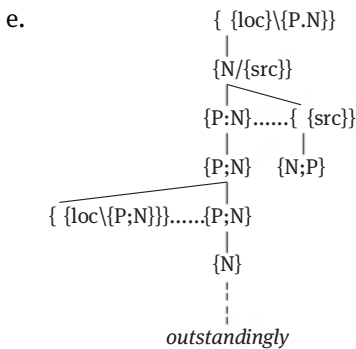 e.
{ {loc}\{P.N}}
{N/{src}}
{P:N}......{ {src}}
{P;N} {N;P}
{ {loc\{P;N}}}......{P;N}
{N}
outstandingly